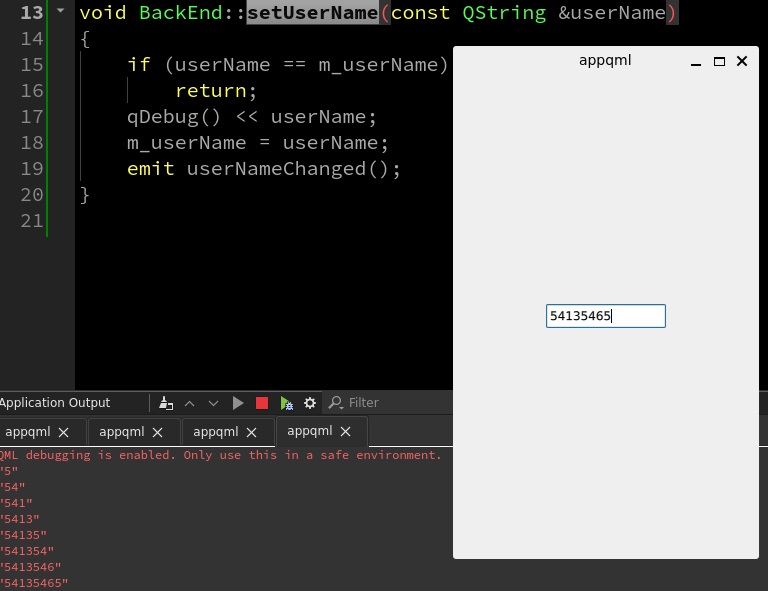 13 void BackEnd::setUserName(const QString &userName)
14 {
15 if (userName == m_userName)
16 return;
17 qDebug() << userName;
18 m_userName = userName;
19 emit userNameChanged();
20 }
21
appqml
54135465
Application Output Filter
appqml appqml appqml appqml
QML debugging is enabled. Only use this in a safe environment.
"5"
"54"
"541"
"5413"
"54135"
"541354"
"5413546"
"54135465"